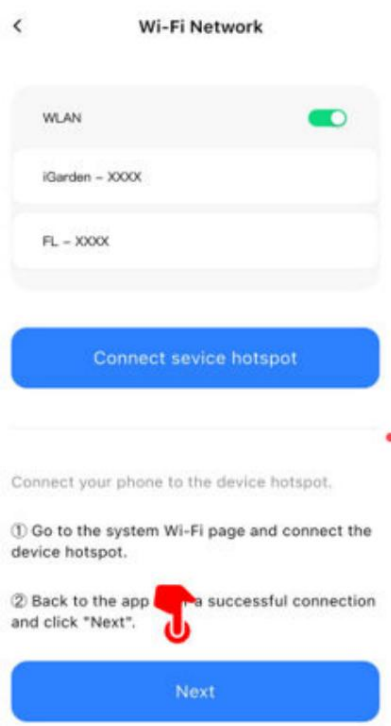 Wi-Fi Network
WLAN
iGarden – XXXX
FL – XXXX
Connect sevice hotspot
Connect your phone to the device hotspot.
① Go to the system Wi-Fi page and connect the
device hotspot.
② Back to the app a successful connection
and click "Next".
Next